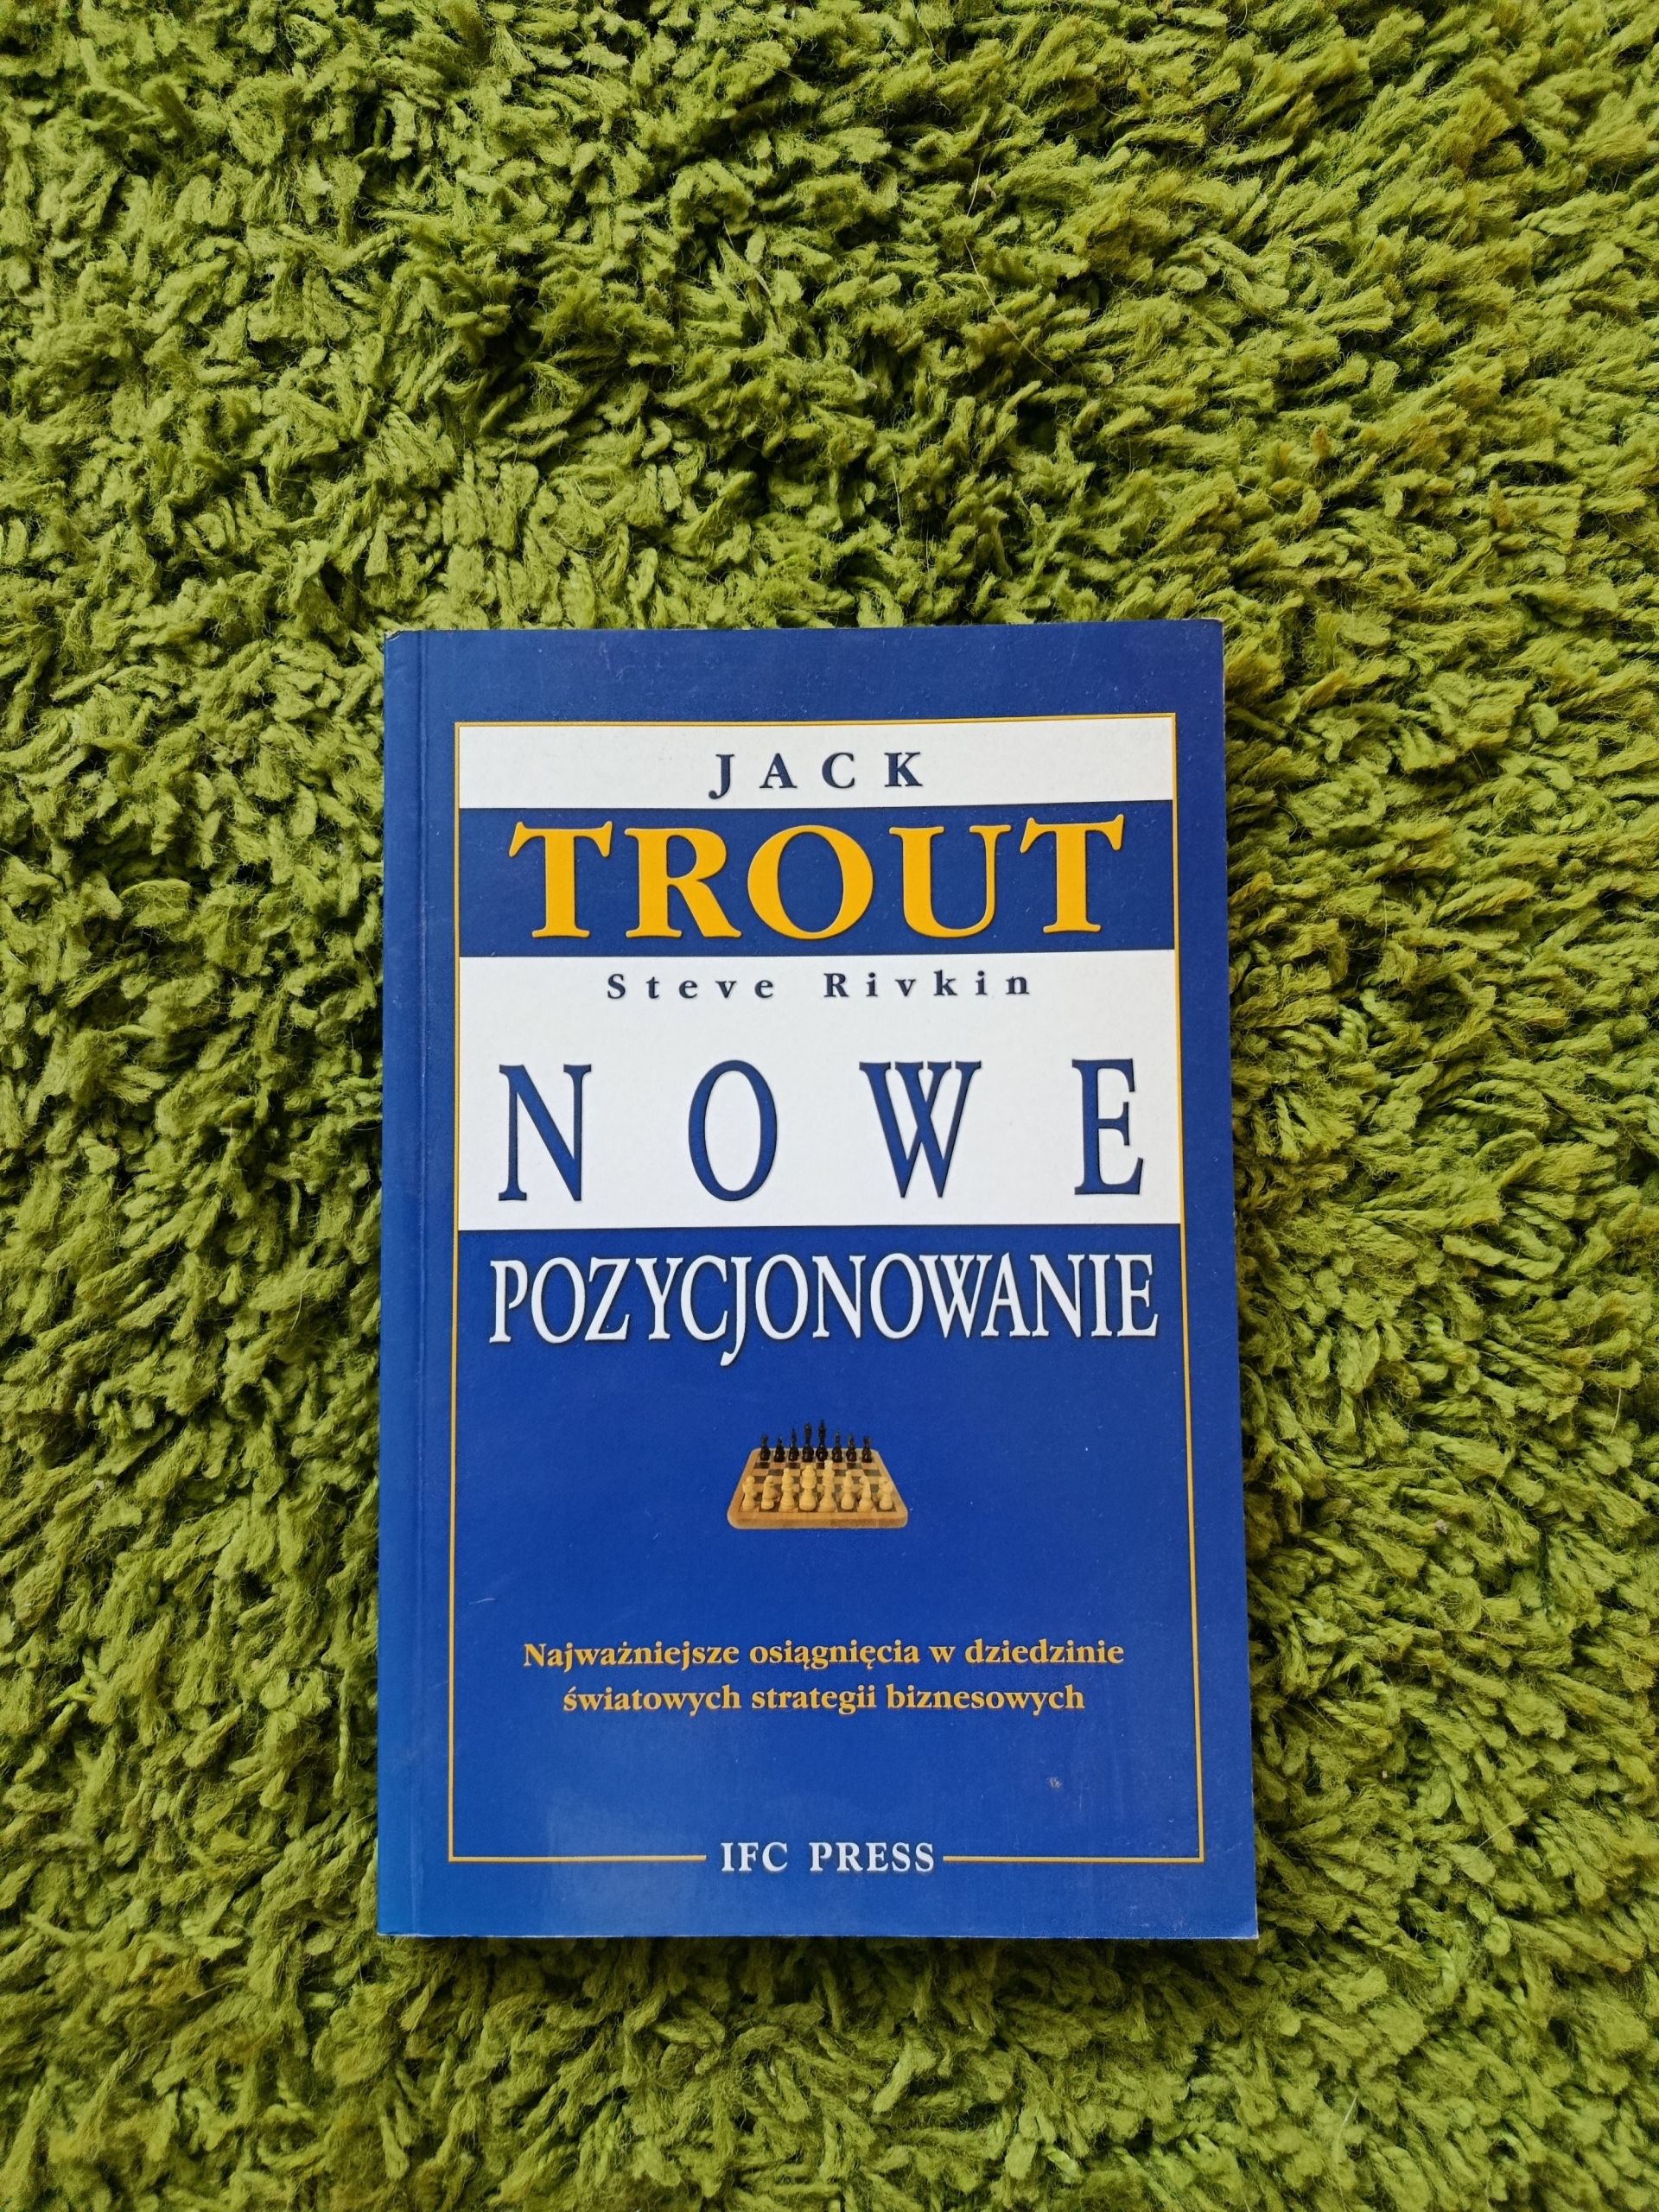 JACK
TROUT
Steve Rivkin
NOWE
POZYCJONOWANIE
Najważniejsze osiągnięcia w dziedzinie
światowych strategii biznesowych
IFC PRESS